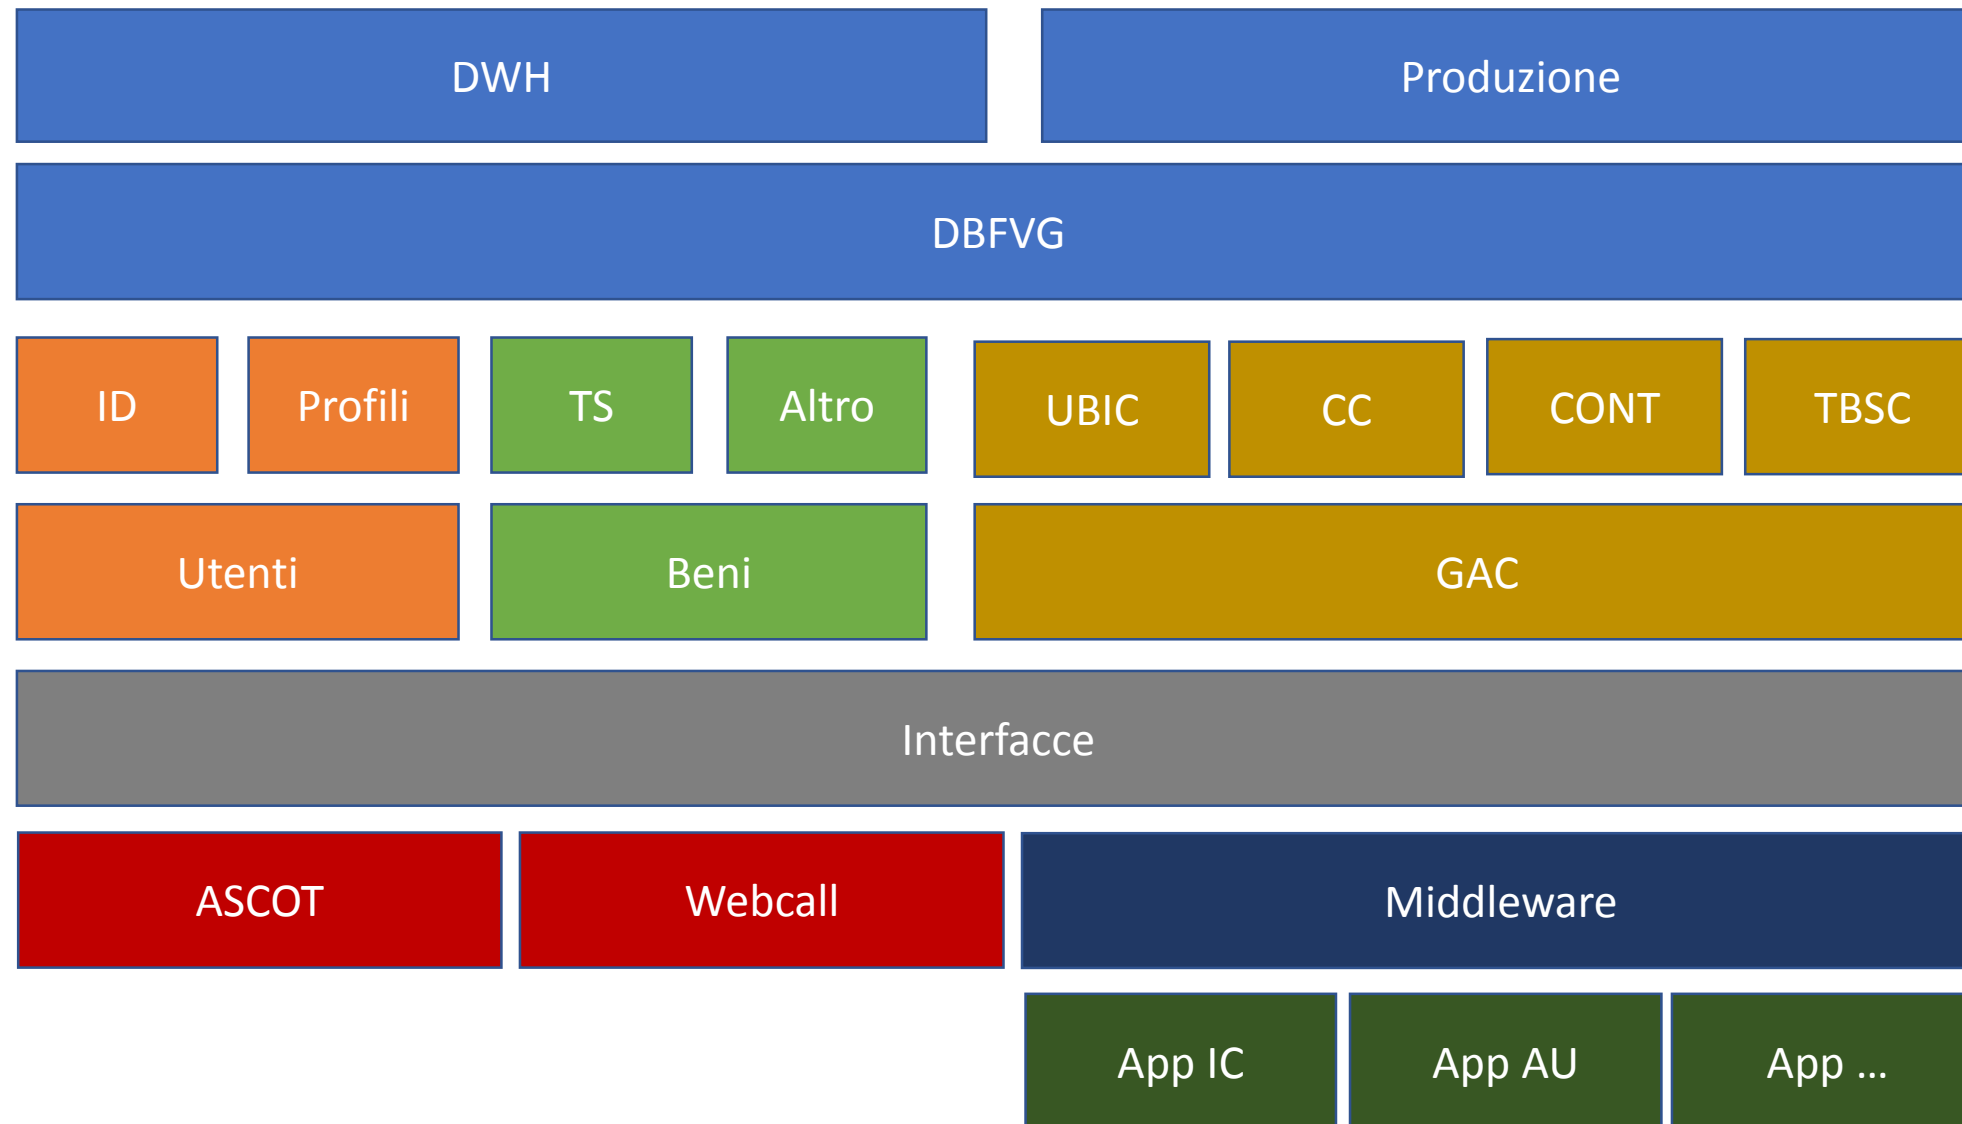 DWH
Produzione
DBFVG
ID
Profili
TS
Altro
UBIC
CC
CONT
TBSC
Utenti
Beni
GAC
Interfacce
ASCOT
Webcall
Middleware
App IC
App AU
App ...